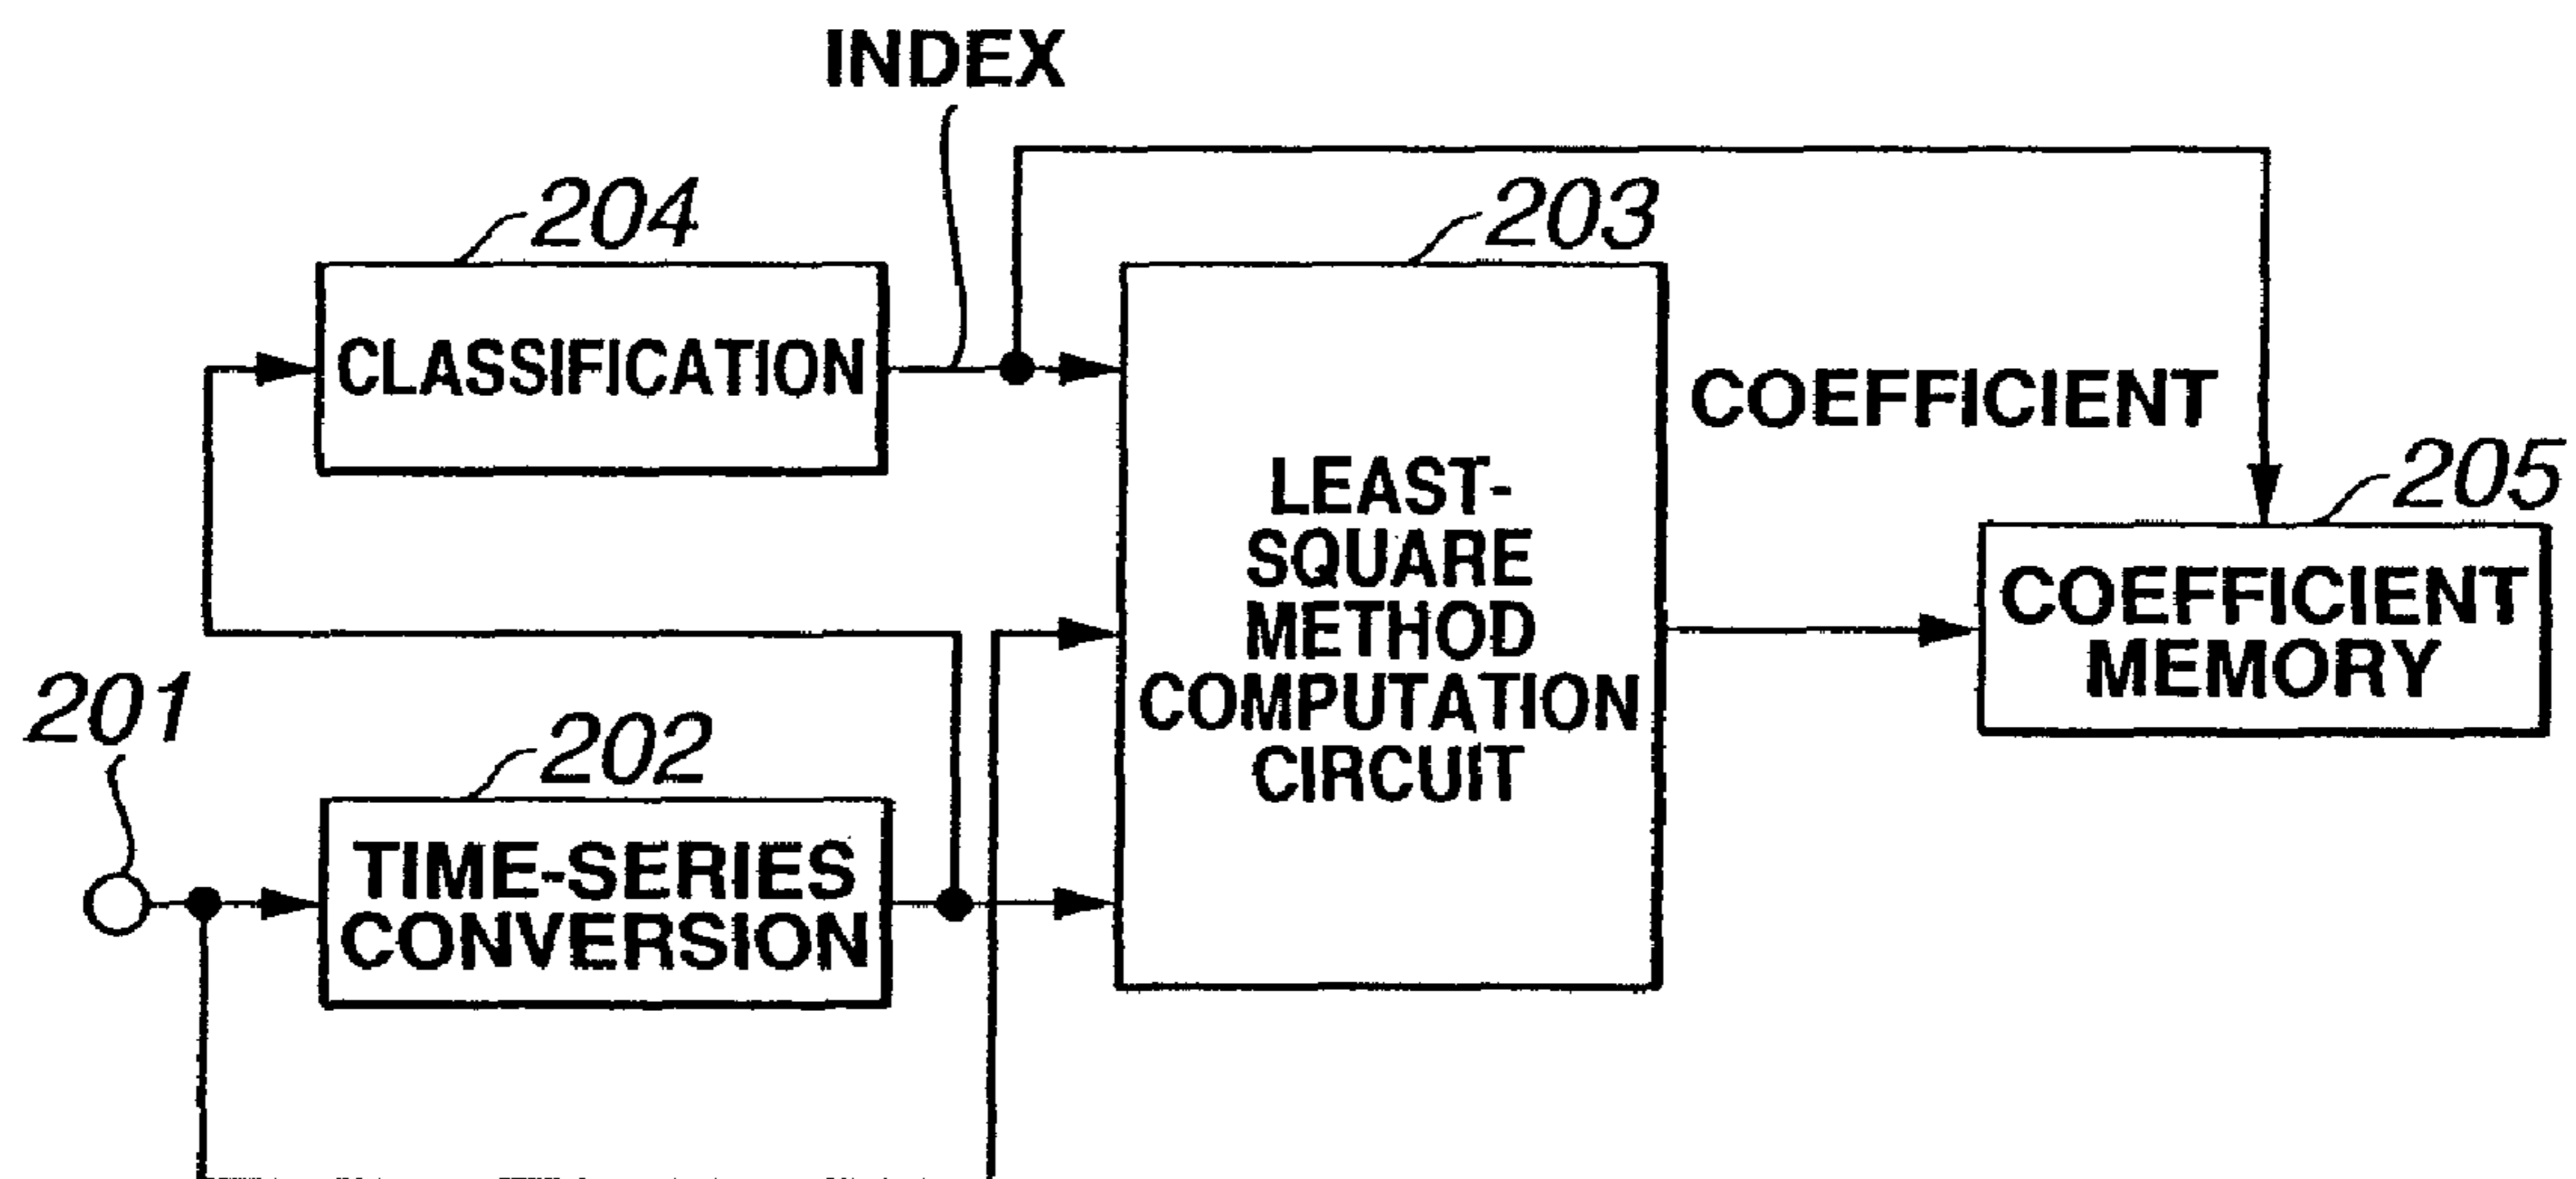 INDEX
204
203
CLASSIFICATION
COEFFICIENT
LEAST-
SQUARE
METHOD
COMPUTATION
CIRCUIT
205
COEFFICIENT
MEMORY
201
202
TIME-SERIES
CONVERSION